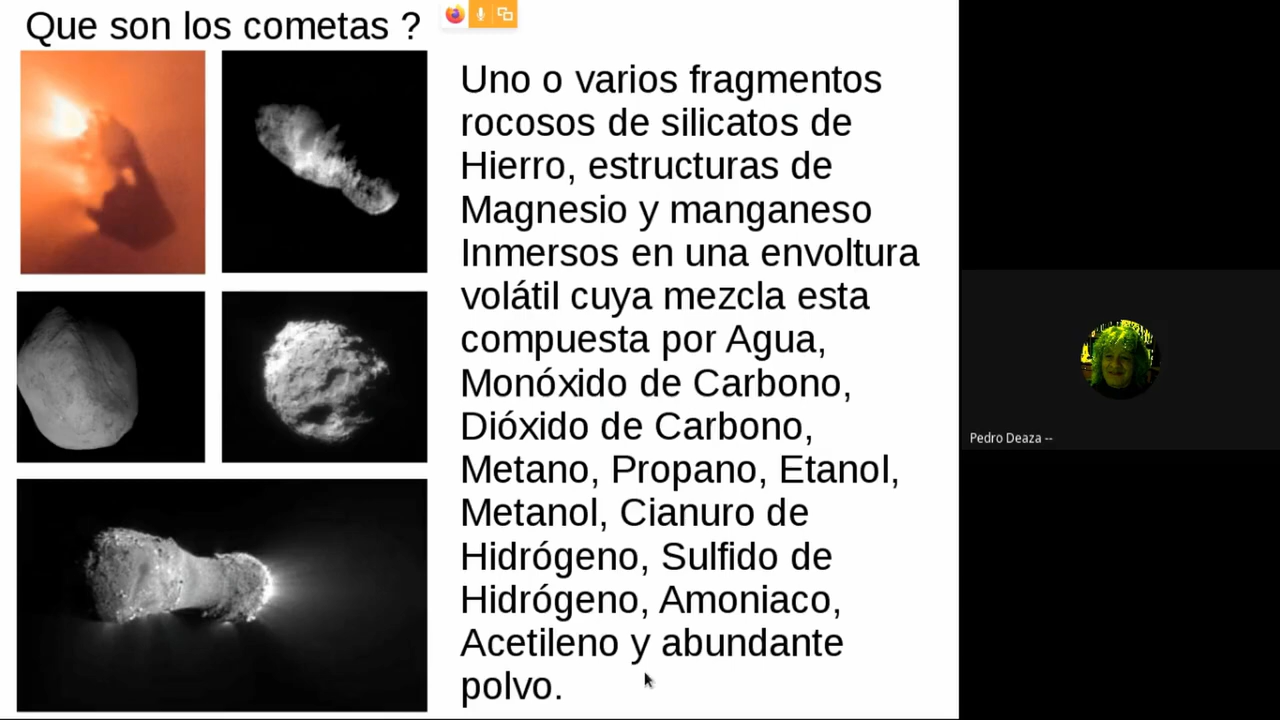 Que son los cometas ?
Uno o varios fragmentos
rocosos de silicatos de
Hierro, estructuras de
Magnesio y manganeso
Inmersos en una envoltura
volátil cuya mezcla esta
compuesta por Agua,
Monóxido de Carbono,
Dióxido de Carbono,
Metano, Propano, Etanol,
Metanol, Cianuro de
Hidrógeno, Sulfido de
Hidrógeno, Amoniaco,
Acetileno y abundante
polvo.
Pedro Deaza --